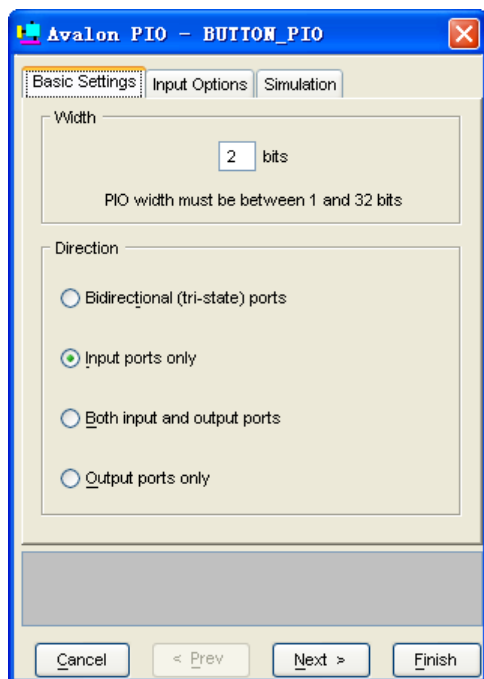 Avalon PIO - BUTTON_PIO
Basic Settings Input Options Simulation
Width
2 bits
PIO width must be between 1 and 32 bits
Direction
Bidirectional (tri-state) ports
Input ports only
Both input and output ports
Output ports only
Cancel < Prev Next > Finish